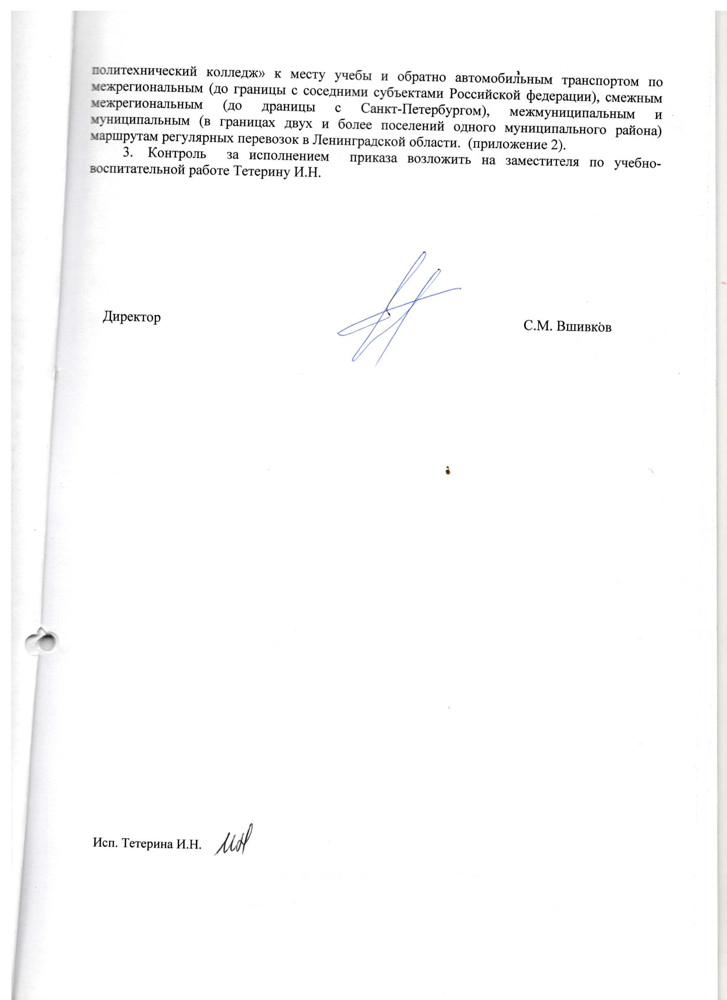 политехнический колледж» к месту учебы и обратно автомобильным транспортом по
межрегиональным (до границы с соседними субъектами Российской федерации), смежным
межрегиональным (до драницы с Санкт-Петербургом), межмуниципальным и
муниципальным (в границах двух и более поселений одного муниципального района)
маршрутам регулярных перевозок в Ленинградской области. (приложение 2).
3. Контроль за исполнением приказа возложить на заместителя по учебно-
воспитательной работе Тетерину И.Н.
Директор С.М. Вшивков
Исп. Тетерина И.Н.